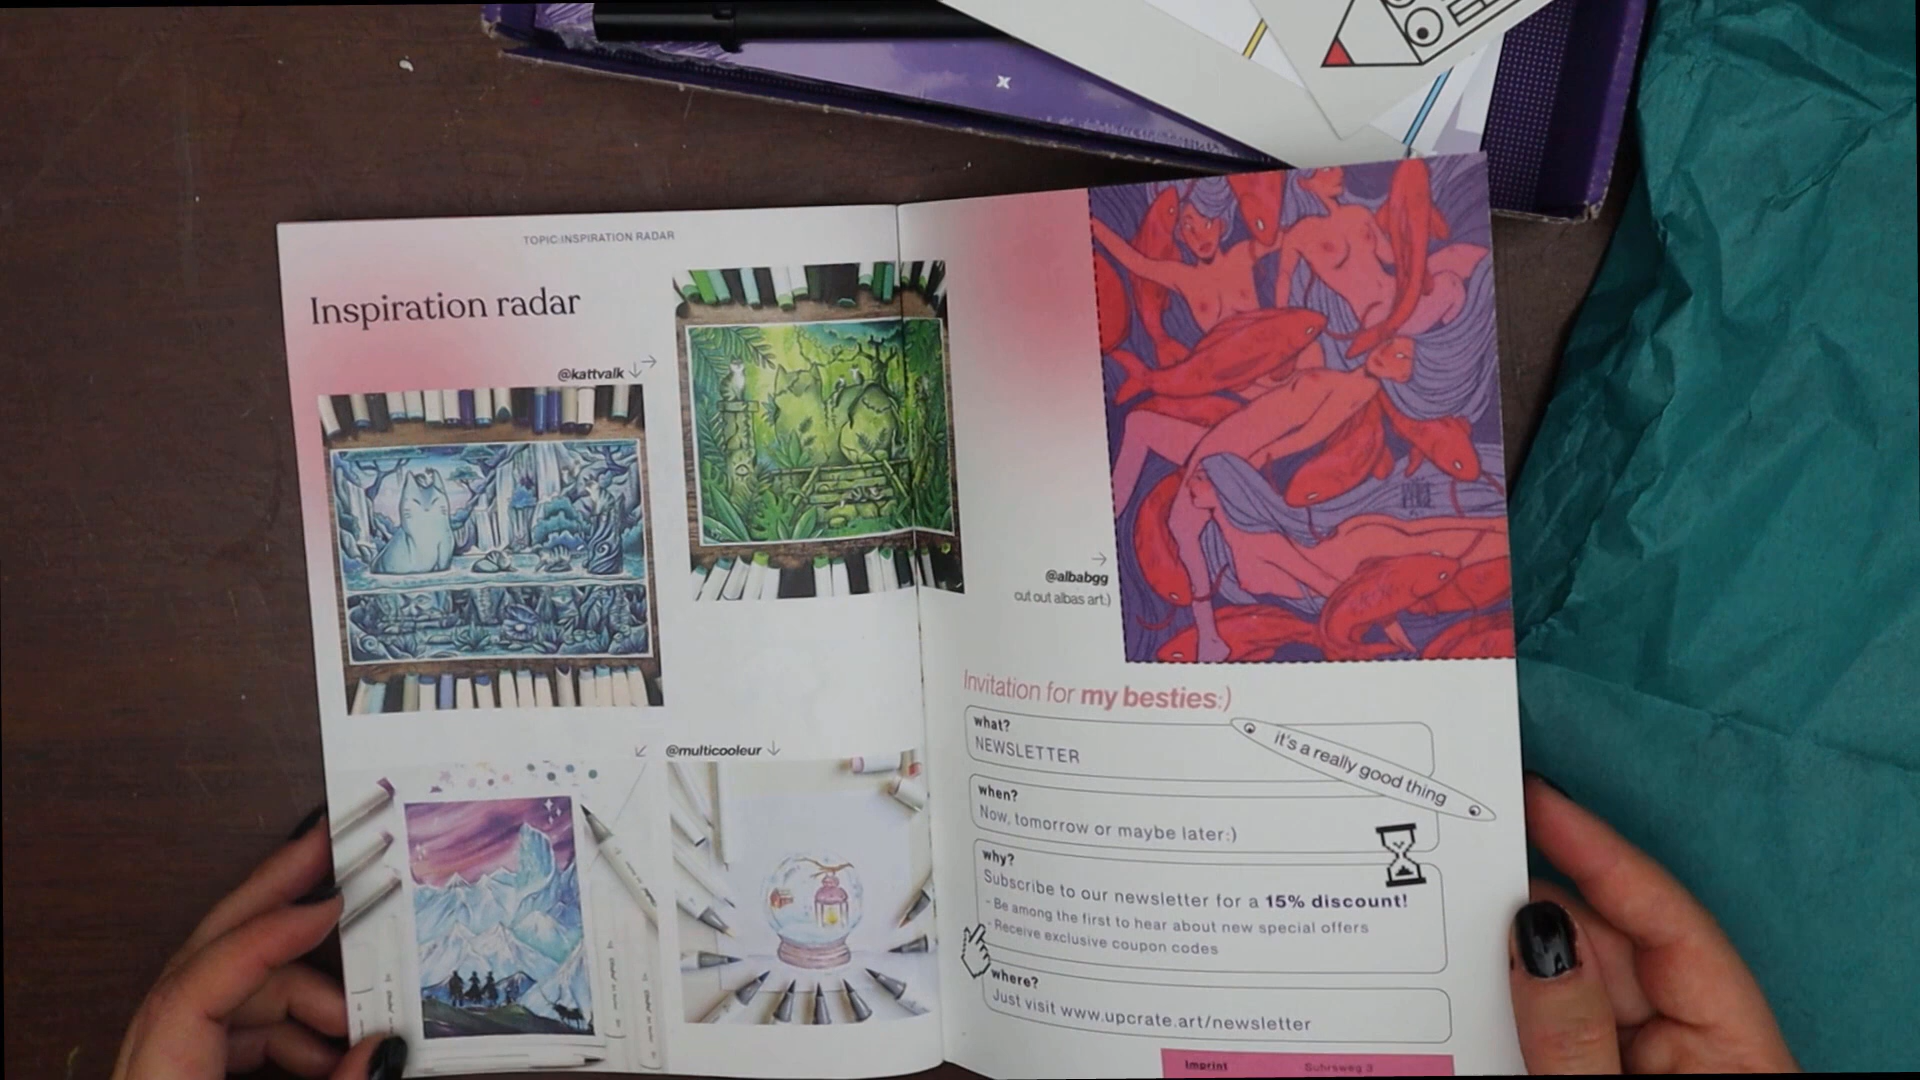 TOPIC:INSPIRATION RADAR
Inspiration radar
@kattvalk
@multicooleur
@albabgg
cut out albas art:)
Invitation for my besties:)
what?
NEWSLETTER
it's a really good thing
when?
Now, tomorrow or maybe later:)
why?
Subscribe to our newsletter for a 15% discount!
- Be among the first to hear about new special offers
- Receive exclusive coupon codes
where?
Just visit www.upcrate.art/newsletter
Imprint
Suhrsweg 3